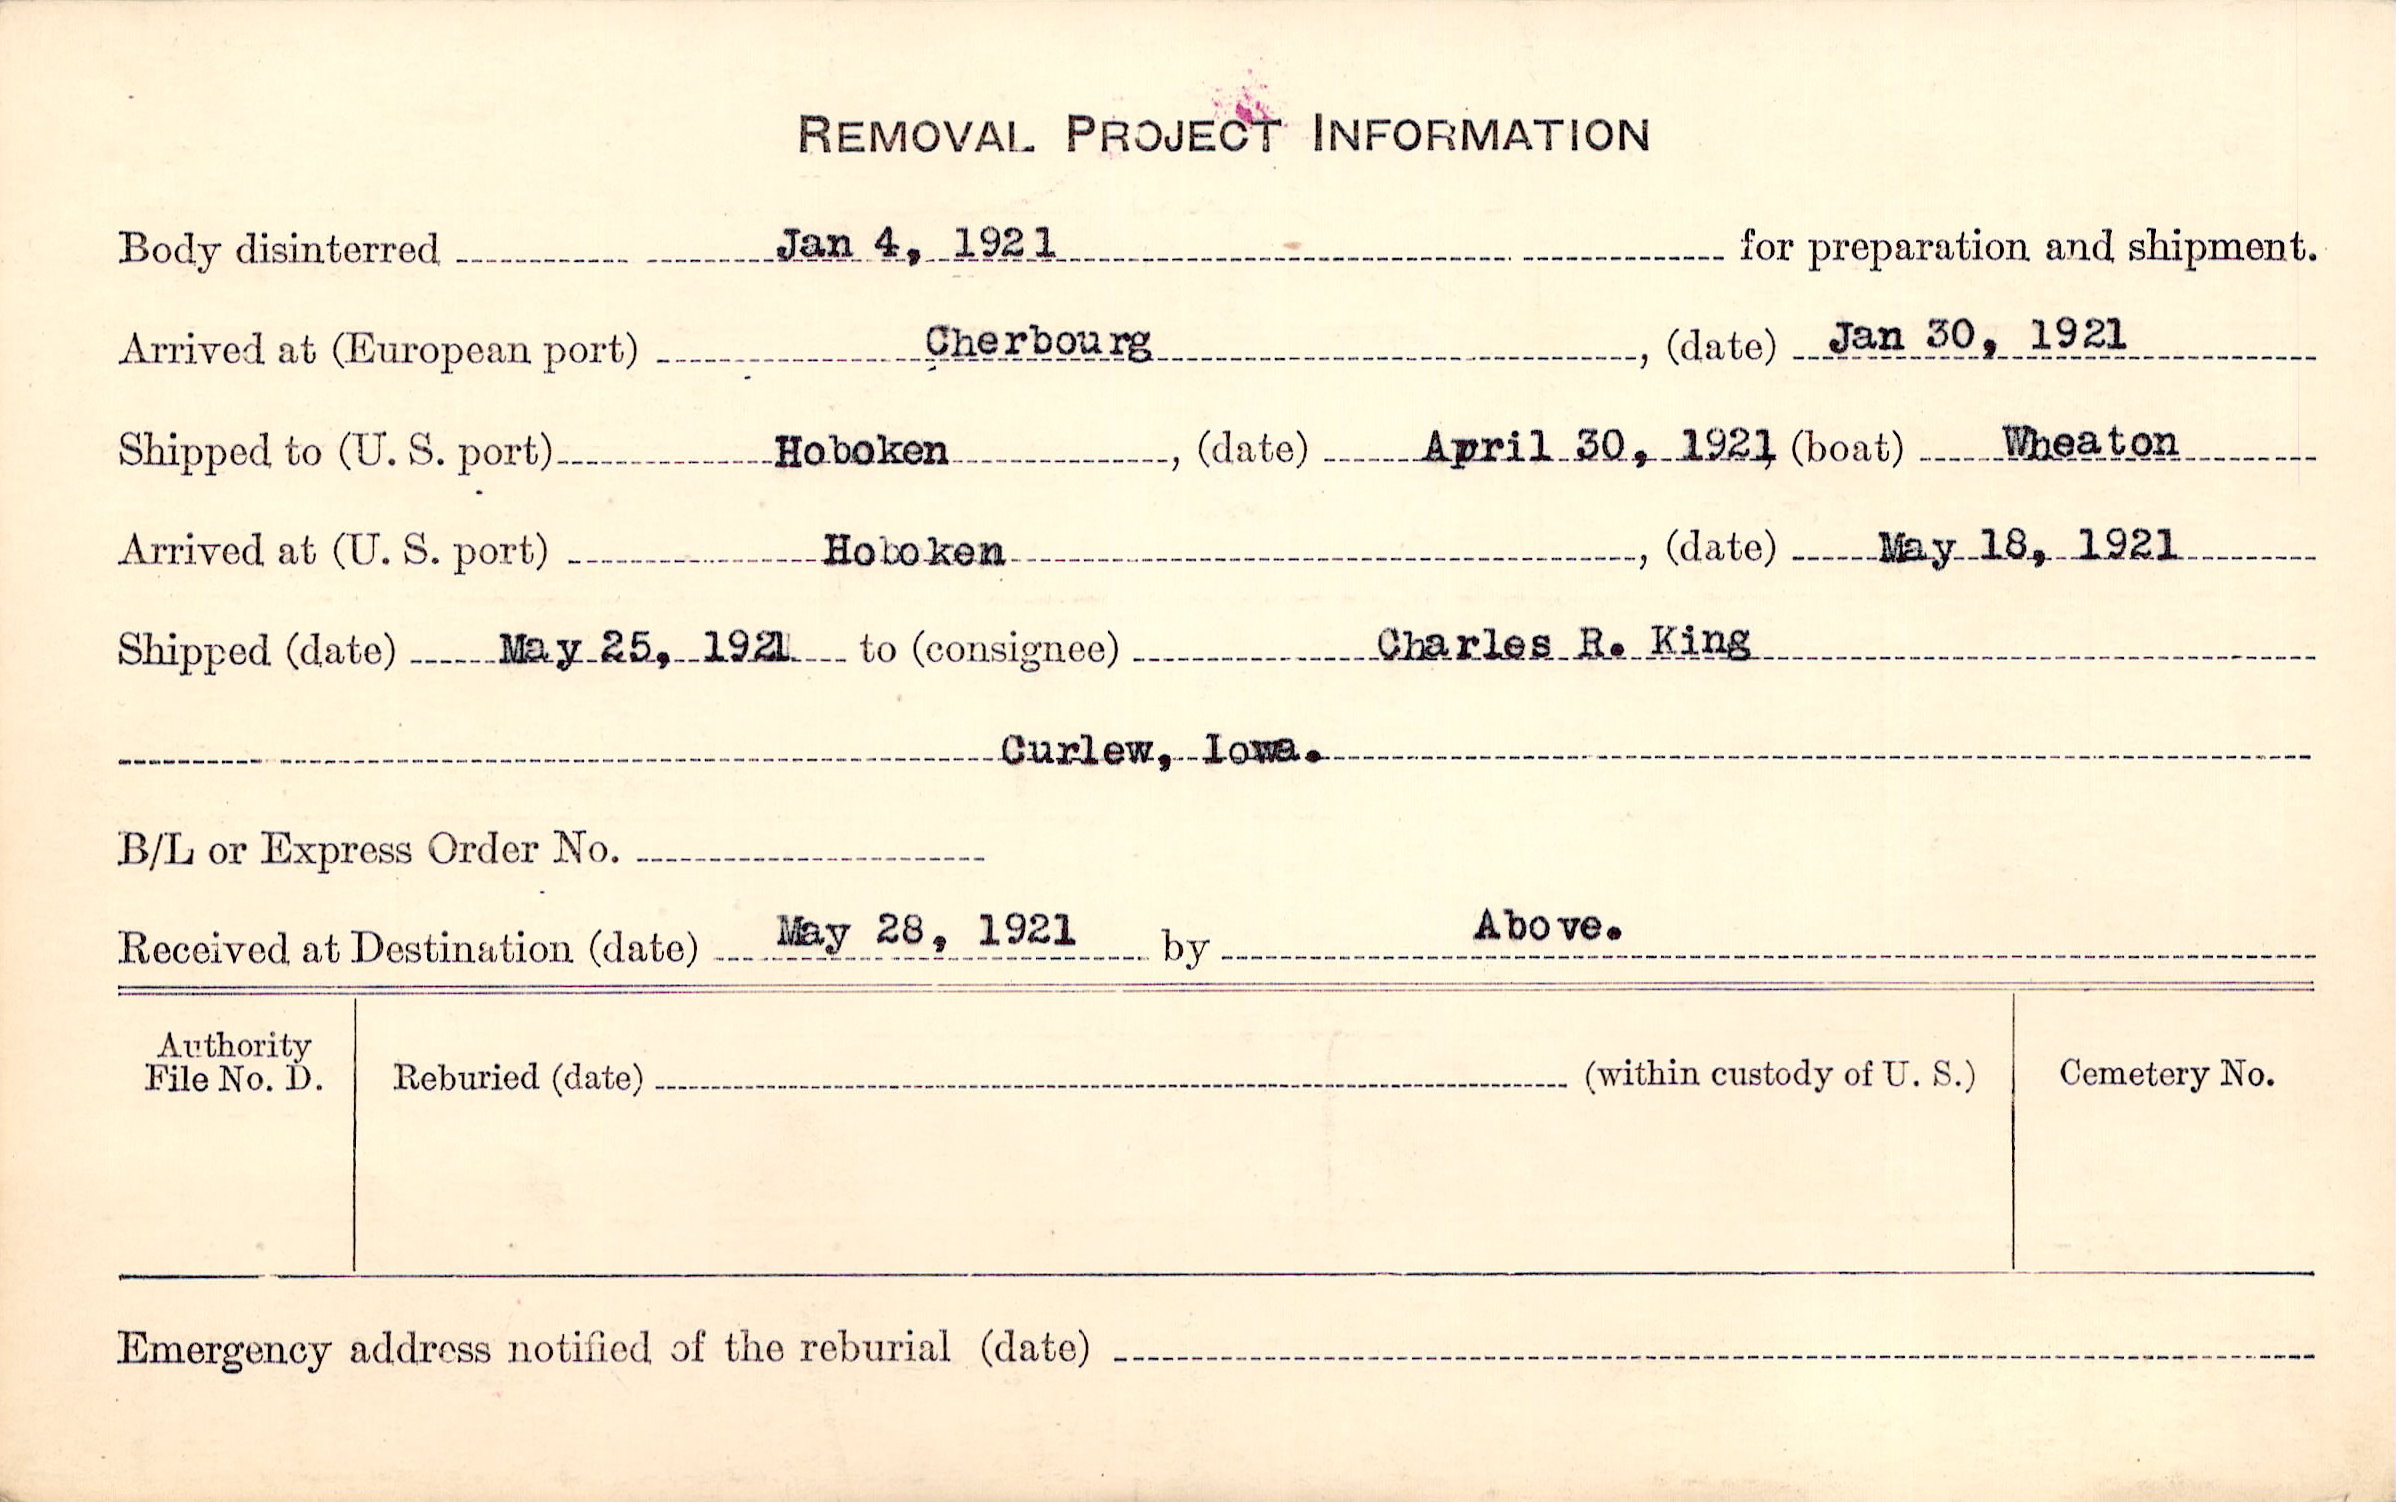 REMOVAL PROJECT INFORMATION
Body disinterred Jan 4, 1921 for preparation and shipment.
Arrived at (European port) Cherbourg, (date) Jan 30, 1921
Shipped to (U. S. port) Hoboken, (date) April 30, 1921, (boat) Wheaton
Arrived at (U. S. port) Hoboken, (date) May 18, 1921
Shipped (date) May 25, 1921 to (consignee) Charles R. King
Curlew, Iowa.
B/L or Express Order No.
Received at Destination (date) May 28, 1921 by Above.
Authority
File No. D.
Reburied (date) (within custody of U. S.)
Cemetery No.
Emergency address notified of the reburial (date)